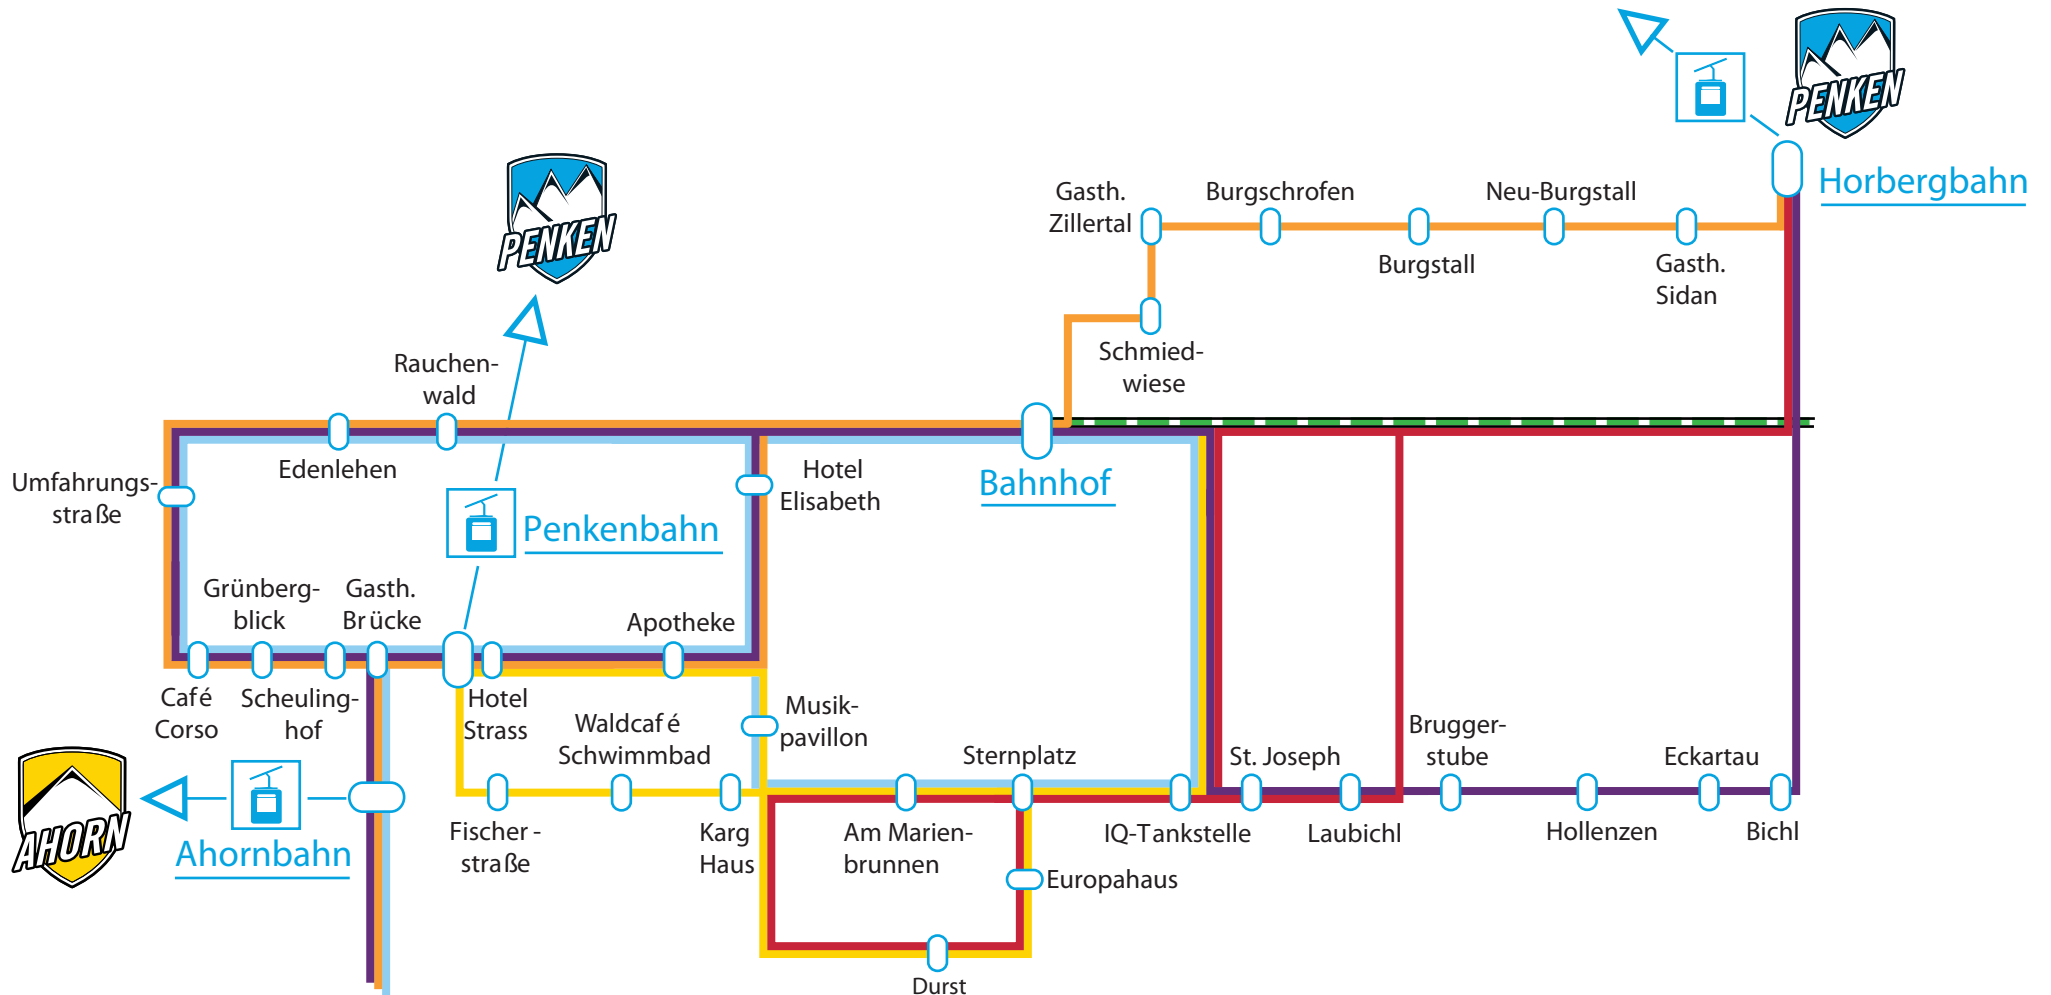 PENKEN
Horbergbahn
Gasth.
Zillertal
Burgschrofen
Neu-Burgstall
Burgstall
Gasth.
Sidan
PENKEN
Schmied-
wiese
Rauchen-
wald
Edenlehen
Umfahrungs-
straße
Hotel
Elisabeth
Bahnhof
Penkenbahn
Grünberg-
blick
Gasth.
Brücke
Apotheke
Café
Corso
Scheuling-
hof
Hotel
Strass
Waldcafé
Schwimmbad
Musik-
pavillon
Sternplatz
St. Joseph
Brugger-
stube
Eckartau
AHORN
Ahornbahn
Fischer-
straße
Karg
Haus
Am Marien-
brunnen
IQ-Tankstelle
Laubichl
Hollenzen
Bichl
Europahaus
Durst